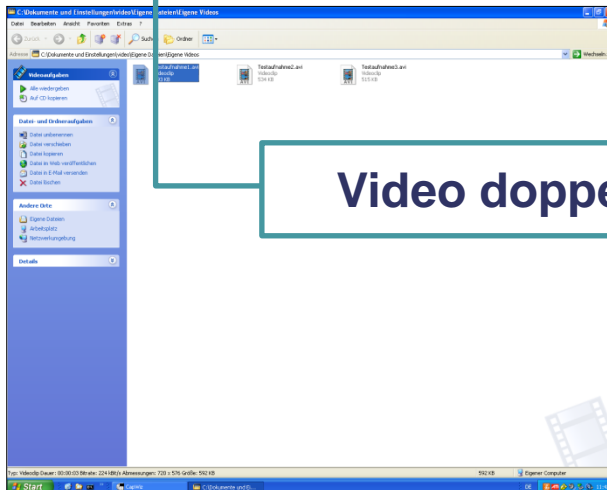 C:\Dokumente und Einstellungen\video\Eigene Dateien\Eigene Videos
Datei Bearbeiten Ansicht Favoriten Extras ?
Zurück Suche Ordner
Adresse C:\Dokumente und Einstellungen\video\Eigene Dateien\Eigene Videos Wechseln
Videoaufgaben
Alle wiedergeben
Auf CD kopieren
Datei- und Ordneraufgaben
Datei umbenennen
Datei verschieben
Datei kopieren
Datei im Web veröffentlichen
Datei in E-Mail versenden
Datei löschen
Andere Orte
Eigene Dateien
Arbeitsplatz
Netzwerkumgebung
Details
Testaufnahme1.avi
Videoclip
Testaufnahme2.avi
Videoclip
534 KB
Testaufnahme3.avi
Videoclip
515 KB
Video doppe
Typ: Videoclip Dauer: 00:00:03 Bitrate: 224 kBit/s Abmessungen: 720 x 576 Größe: 592 KB 592 KB Eigener Computer
Start C:\Dokumente und E... DE